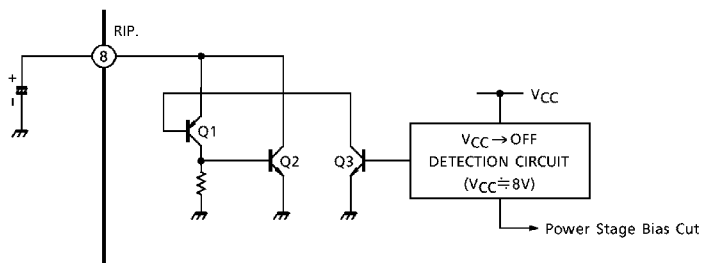 RIP.
8
+
-
Q1
Q2
Q3
VCC
VCC→OFF
DETECTION CIRCUIT
(VCC≒8V)
Power Stage Bias Cut